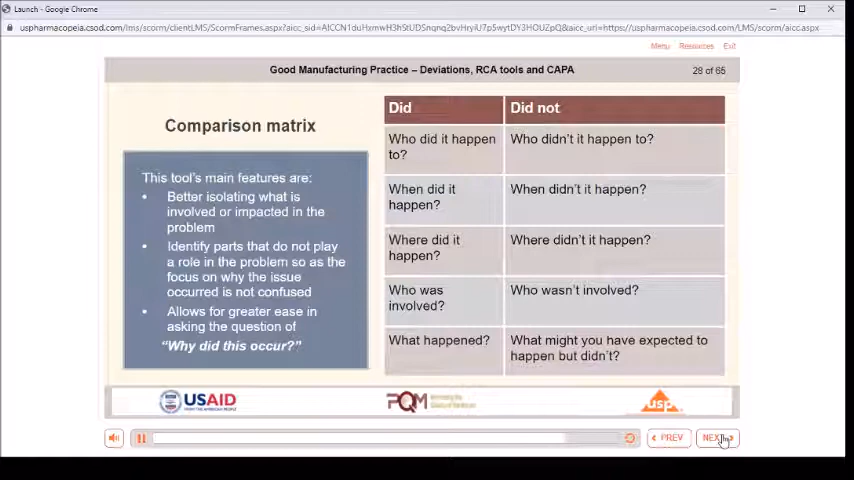 Launch - Google Chrome
Menu Resources Exit
Good Manufacturing Practice – Deviations, RCA tools and CAPA
28 of 65
Comparison matrix
This tool's main features are:
• Better isolating what is
involved or impacted in the
problem
• Identify parts that do not play
a role in the problem so as the
focus on why the issue
occurred is not confused
• Allows for greater ease in
asking the question of
"Why did this occur?"
Did Did not
Who did it happen
to?
Who didn't it happen to?
When did it
happen?
When didn't it happen?
Where did it
happen?
Where didn't it happen?
Who was
involved?
Who wasn't involved?
What happened?
What might you have expected to
happen but didn't?
USAID
FROM THE AMERICAN PEOPLE
PQM
usp
PREV
NEXT